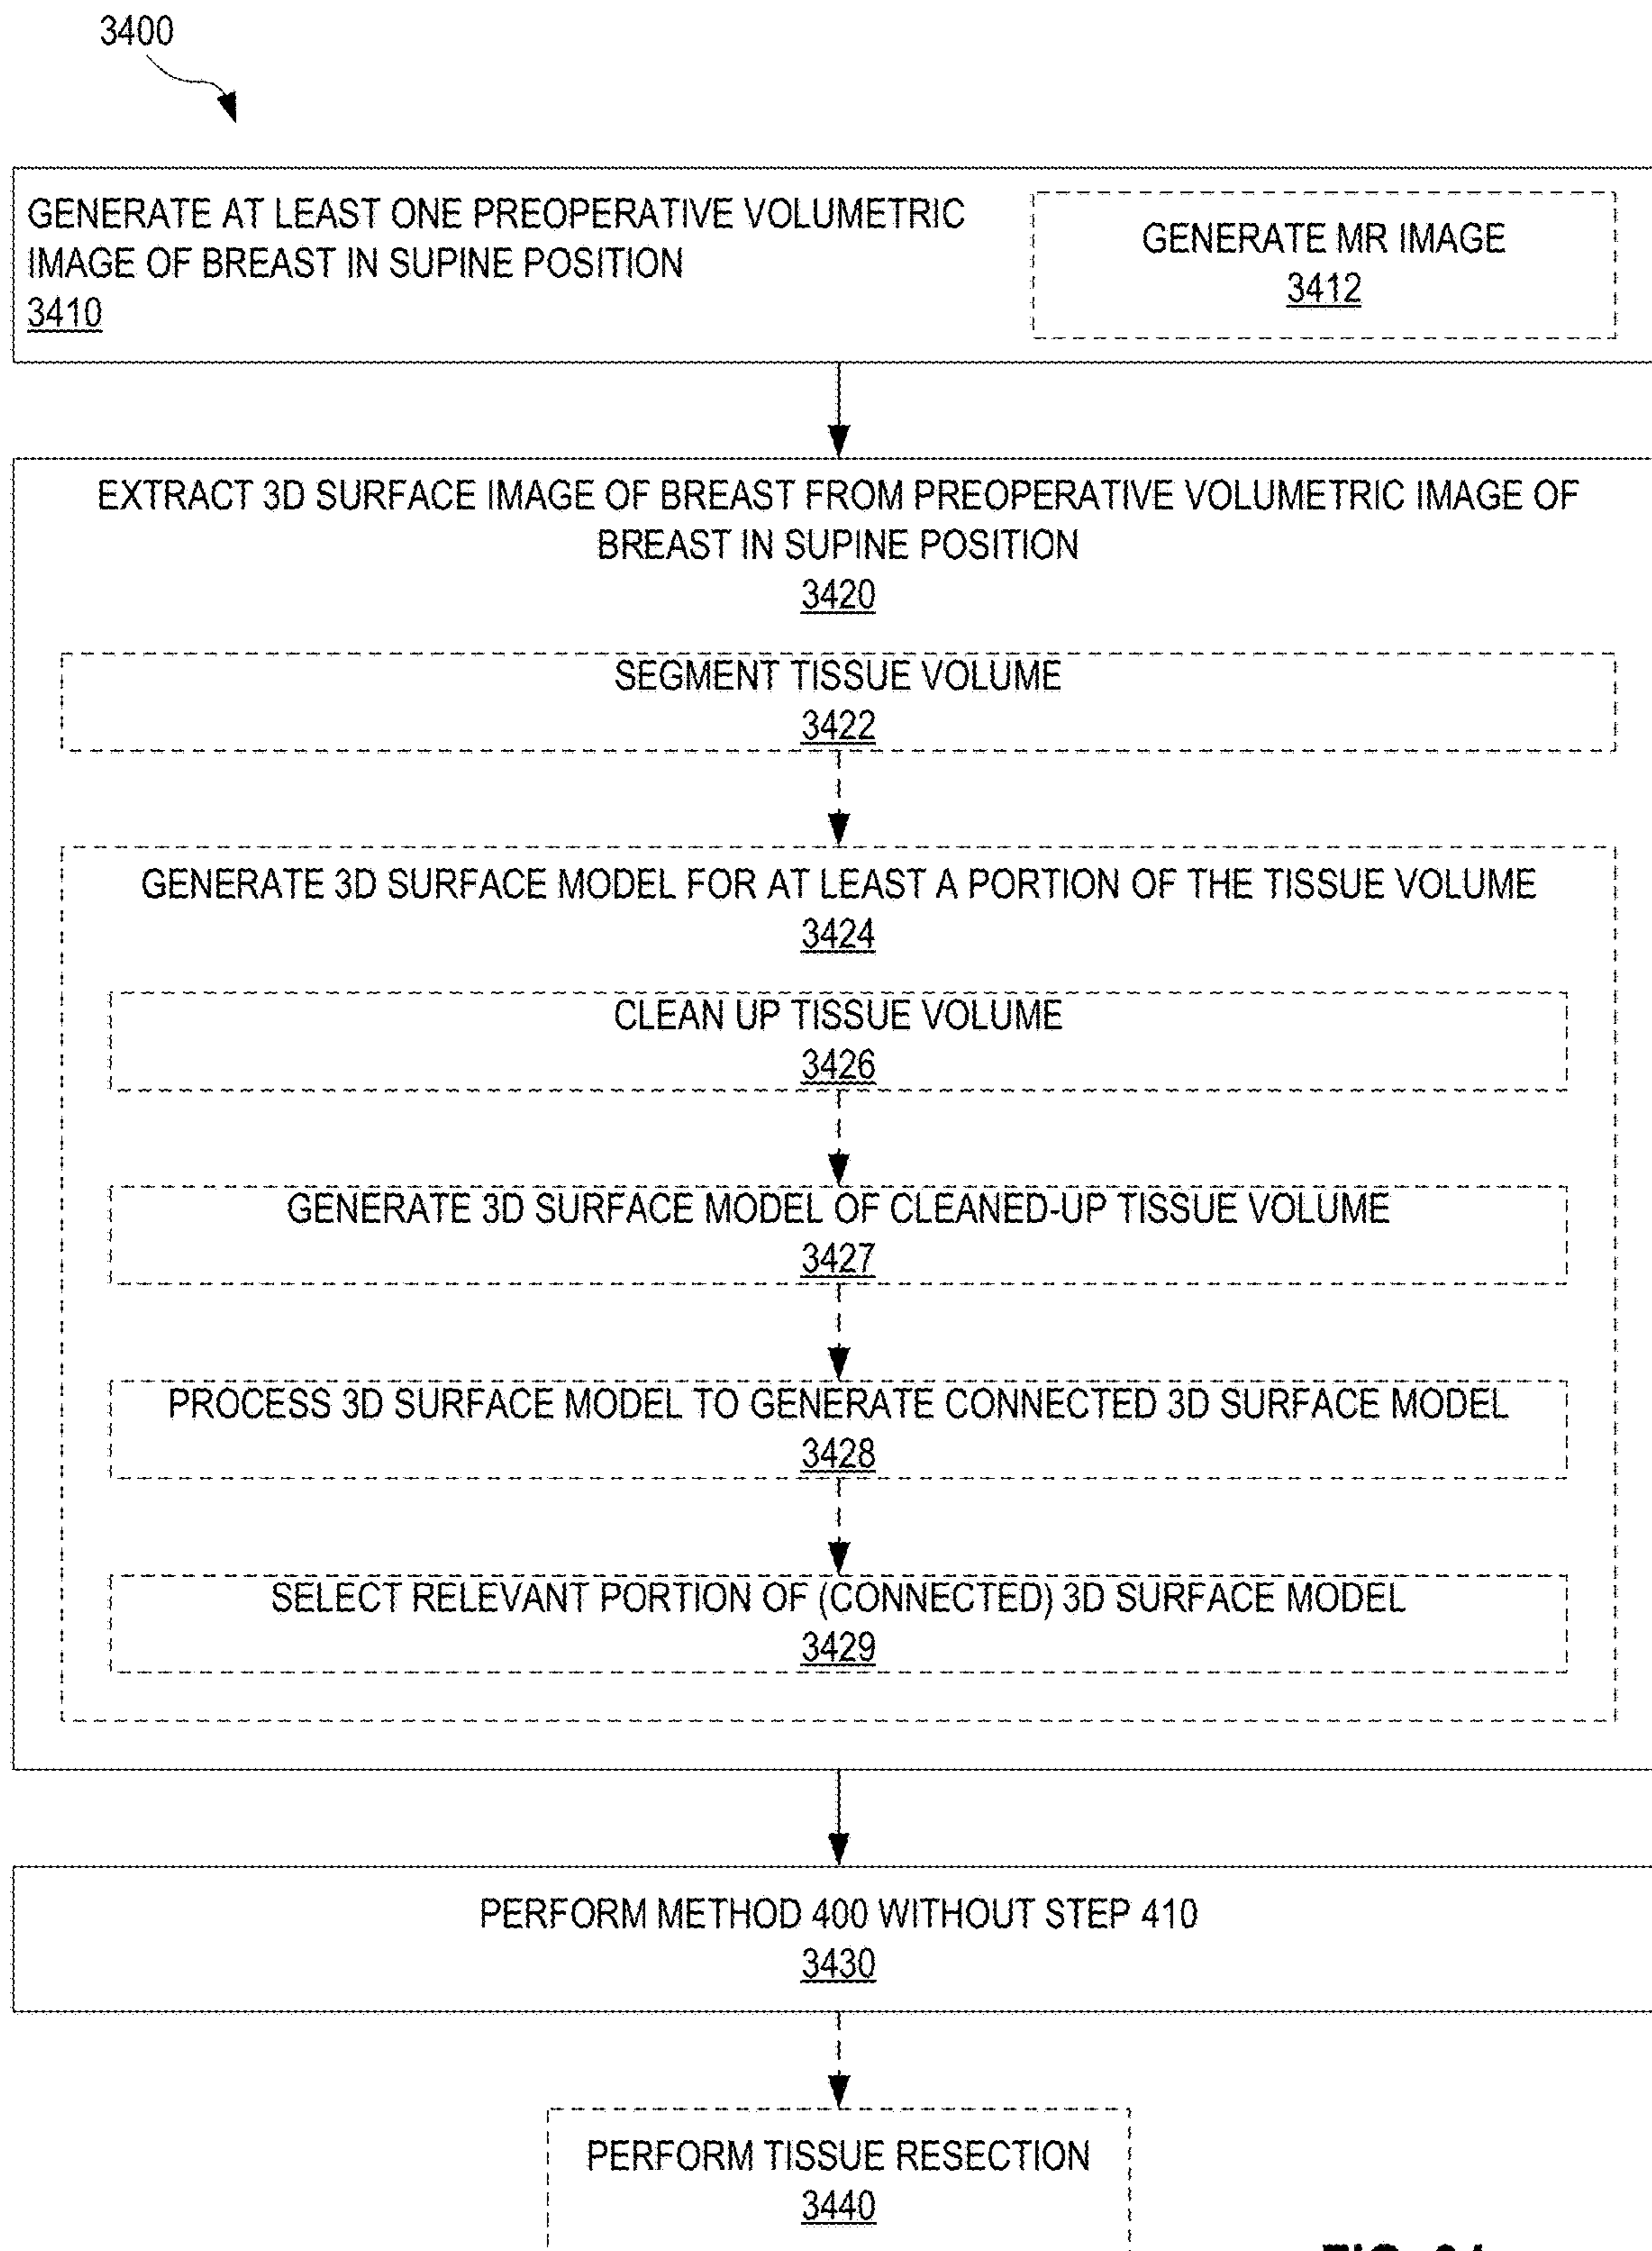 3400
GENERATE AT LEAST ONE PREOPERATIVE VOLUMETRIC
IMAGE OF BREAST IN SUPINE POSITION
3410
GENERATE MR IMAGE
3412
EXTRACT 3D SURFACE IMAGE OF BREAST FROM PREOPERATIVE VOLUMETRIC IMAGE OF
BREAST IN SUPINE POSITION
3420
SEGMENT TISSUE VOLUME
3422
GENERATE 3D SURFACE MODEL FOR AT LEAST A PORTION OF THE TISSUE VOLUME
3424
CLEAN UP TISSUE VOLUME
3426
GENERATE 3D SURFACE MODEL OF CLEANED-UP TISSUE VOLUME
3427
PROCESS 3D SURFACE MODEL TO GENERATE CONNECTED 3D SURFACE MODEL
3428
SELECT RELEVANT PORTION OF (CONNECTED) 3D SURFACE MODEL
3429
PERFORM METHOD 400 WITHOUT STEP 410
3430
PERFORM TISSUE RESECTION
3440